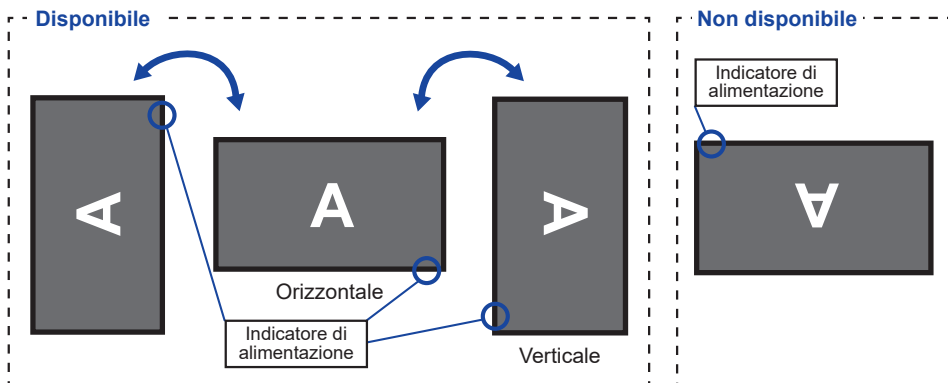 Disponibile
Non disponibile
Indicatore di
alimentazione
A
A
A
A
Orizzontale
Indicatore di
alimentazione
Verticale